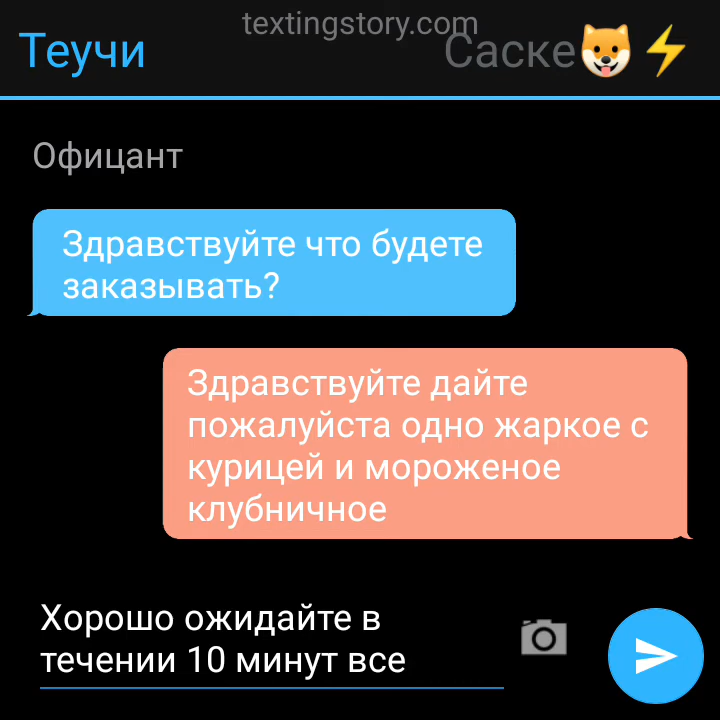 textingstory.com
Теучи
Саске🐶⚡
Офицант
Здравствуйте что будете
заказывать?
Здравствуйте дайте
пожалуйста одно жаркое с
курицей и мороженое
клубничное
Хорошо ожидайте в
течении 10 минут все